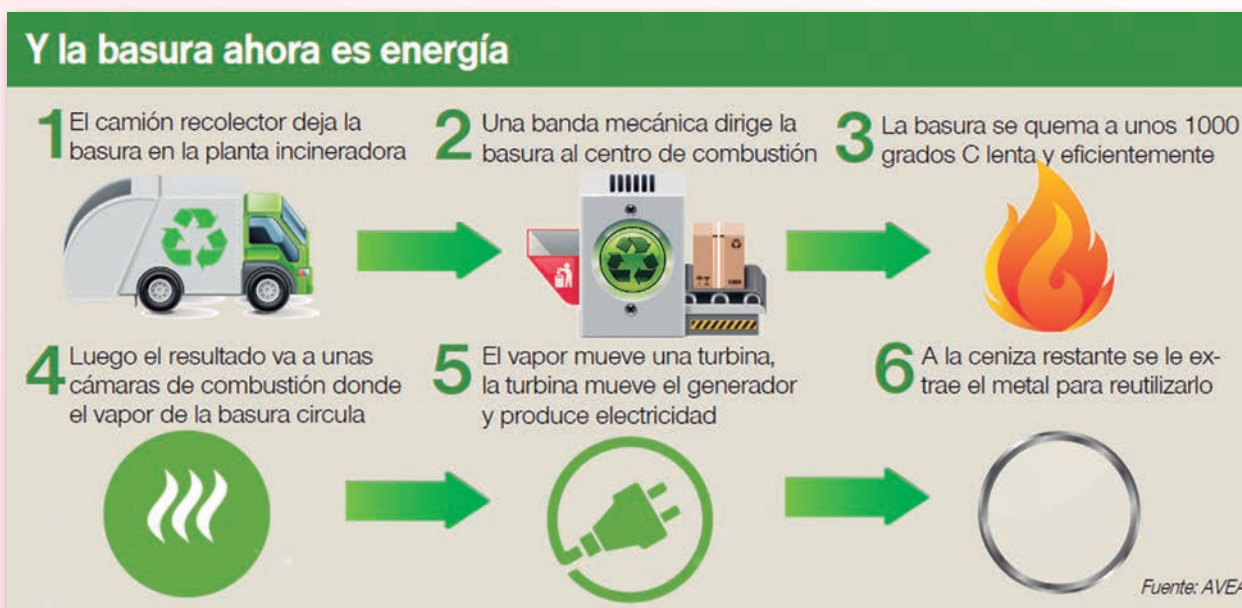 Y la basura ahora es energía
1 El camión recolector deja la
basura en la planta incineradora
2 Una banda mecánica dirige la
basura al centro de combustión
3 La basura se quema a unos 1000
grados C lenta y eficientemente
4 Luego el resultado va a unas
cámaras de combustión donde
el vapor de la basura circula
5 El vapor mueve una turbina,
la turbina mueve el generador
y produce electricidad
6 A la ceniza restante se le ex-
trae el metal para reutilizarlo
Fuente: AVEA